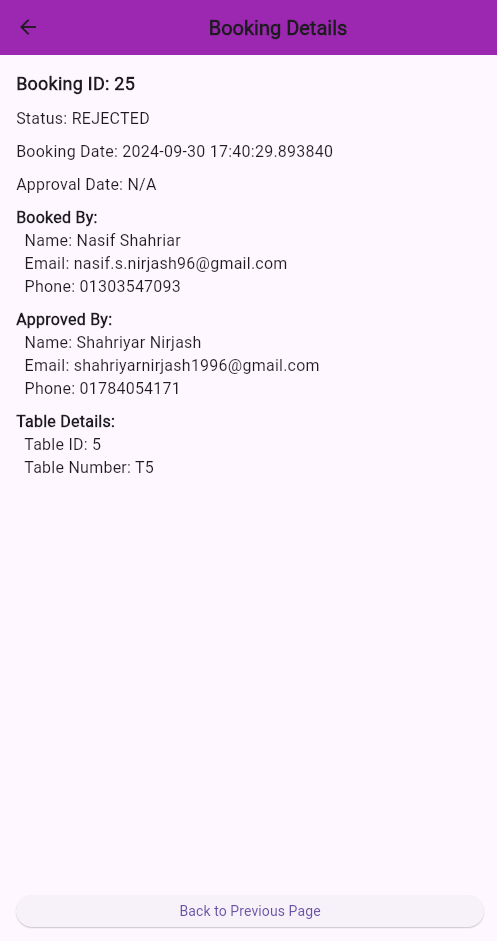 Booking Details
Booking ID: 25
Status: REJECTED
Booking Date: 2024-09-30 17:40:29.893840
Approval Date: N/A
Booked By:
Name: Nasif Shahriar
Email: nasif.s.nirjash96@gmail.com
Phone: 01303547093
Approved By:
Name: Shahriyar Nirjash
Email: shahriyarnirjash1996@gmail.com
Phone: 01784054171
Table Details:
Table ID: 5
Table Number: T5
Back to Previous Page